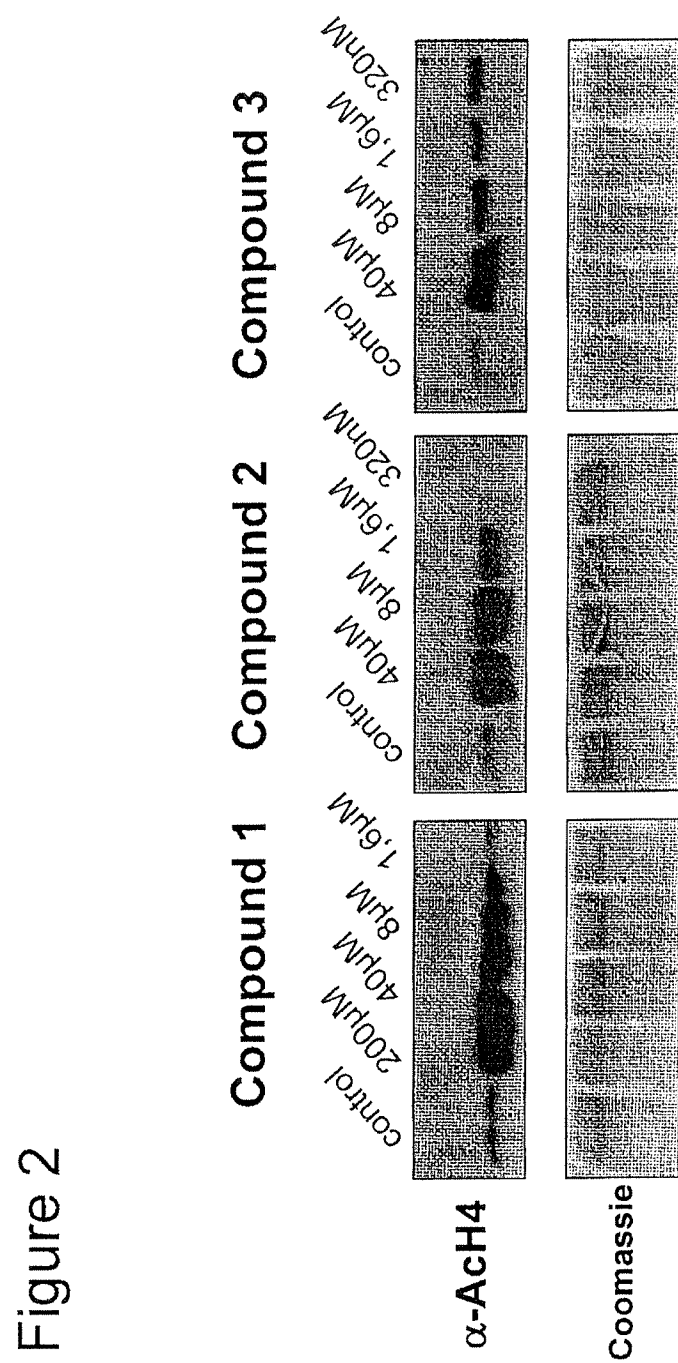 Figure 2
Compound 1 Compound 2 Compound 3
control 200µM 40µM 8µM 1,6µM control 40µM 8µM 1,6µM 320nM control 40µM 8µM 1,6µM 320nM
α-AcH4
Coomassie